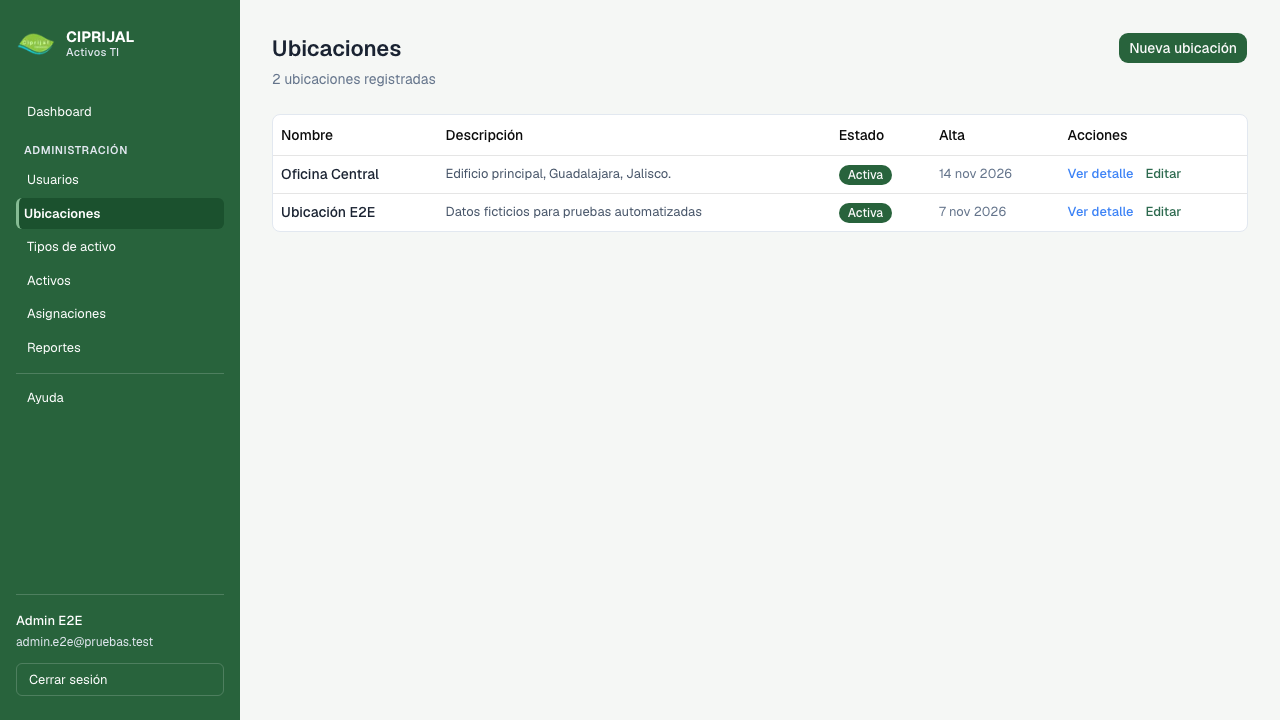 Ciprijal
CIPRIJAL
Activos TI
Dashboard
ADMINISTRACIÓN
Usuarios
Ubicaciones
Tipos de activo
Activos
Asignaciones
Reportes
Ayuda
Admin E2E
admin.e2e@pruebas.test
Cerrar sesión
Ubicaciones
Nueva ubicación
2 ubicaciones registradas
Nombre Descripción Estado Alta Acciones
Oficina Central Edificio principal, Guadalajara, Jalisco. Activa 14 nov 2026 Ver detalle Editar
Ubicación E2E Datos ficticios para pruebas automatizadas Activa 7 nov 2026 Ver detalle Editar